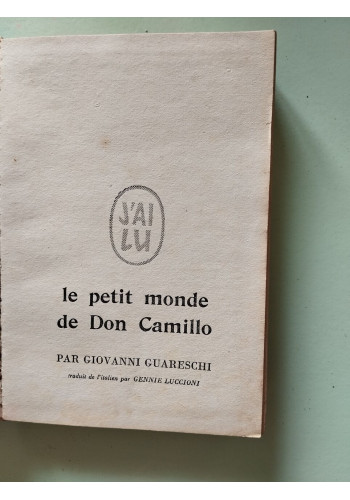 J'AI
LU
le petit monde
de Don Camillo
PAR GIOVANNI GUARESCHI
traduit de l'italien par GENNIE LUCCIONI